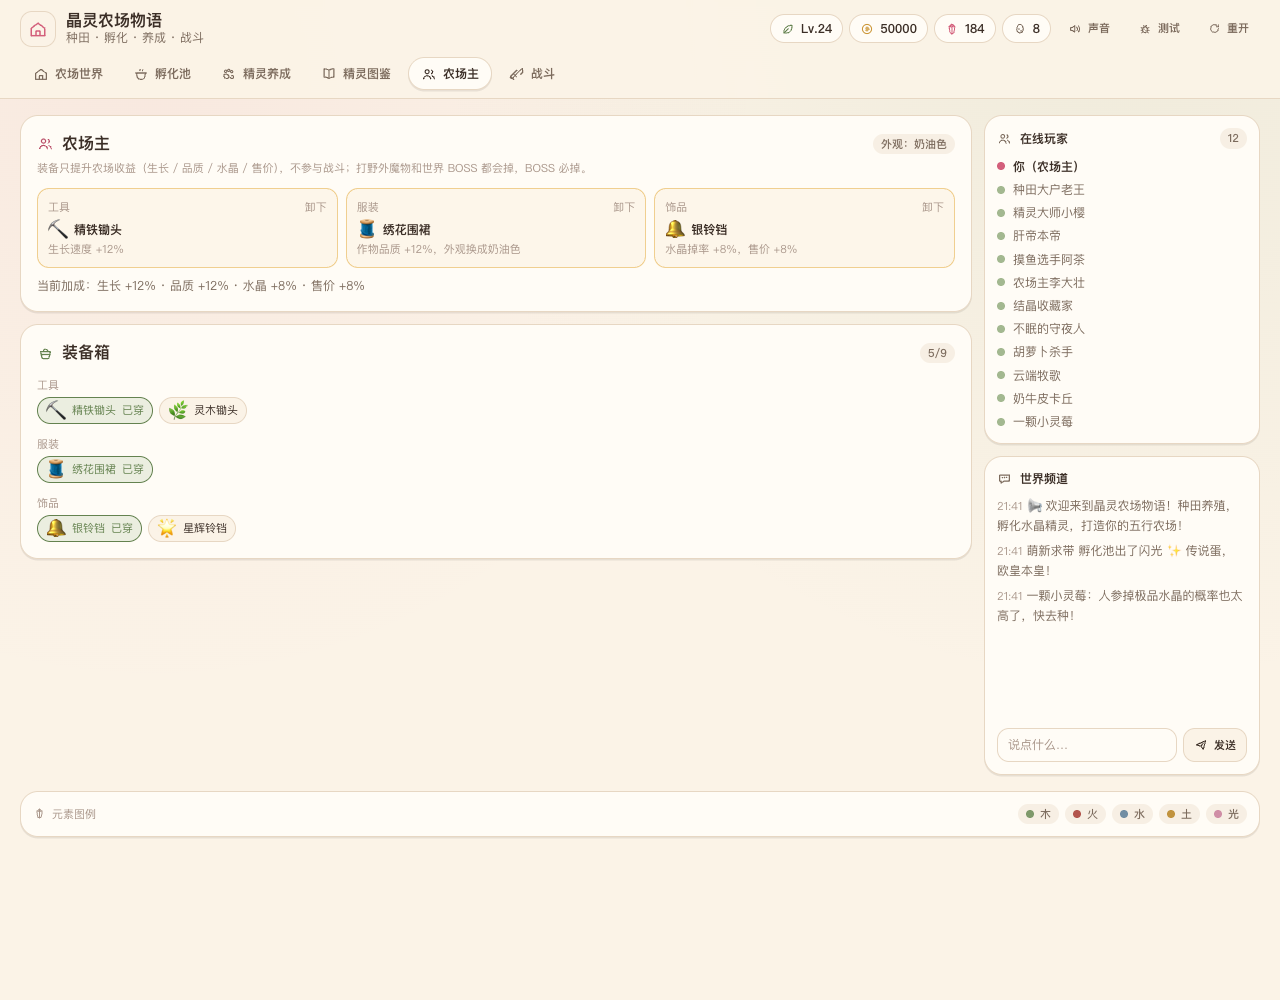 晶灵农场物语
种田 · 孵化 · 养成 · 战斗
Lv.24
50000
184
8
声音
测试
重开
农场世界
孵化池
精灵养成
精灵图鉴
农场主
战斗
农场主
外观：奶油色
装备只提升农场收益（生长 / 品质 / 水晶 / 售价），不参与战斗；打野外魔物和世界 BOSS 都会掉，BOSS 必掉。
工具
卸下
精铁锄头
生长速度 +12%
服装
卸下
绣花围裙
作物品质 +12%，外观换成奶油色
饰品
卸下
银铃铛
水晶掉率 +8%，售价 +8%
当前加成：生长 +12% · 品质 +12% · 水晶 +8% · 售价 +8%
装备箱
5/9
工具
精铁锄头 已穿
灵木锄头
服装
绣花围裙 已穿
饰品
银铃铛 已穿
星辉铃铛
在线玩家
12
你（农场主）
种田大户老王
精灵大师小樱
肝帝本帝
摸鱼选手阿茶
农场主李大壮
结晶收藏家
不眠的守夜人
胡萝卜杀手
云端牧歌
奶牛皮卡丘
一颗小灵莓
世界频道
21:41 欢迎来到晶灵农场物语！种田养殖，
孵化水晶精灵，打造你的五行农场！
21:41 萌新求带 孵化池出了闪光 ✨ 传说蛋，
欧皇本皇！
21:41 一颗小灵莓：人参掉极品水晶的概率也太
高了，快去种！
说点什么…
发送
元素图例
木
火
水
土
光